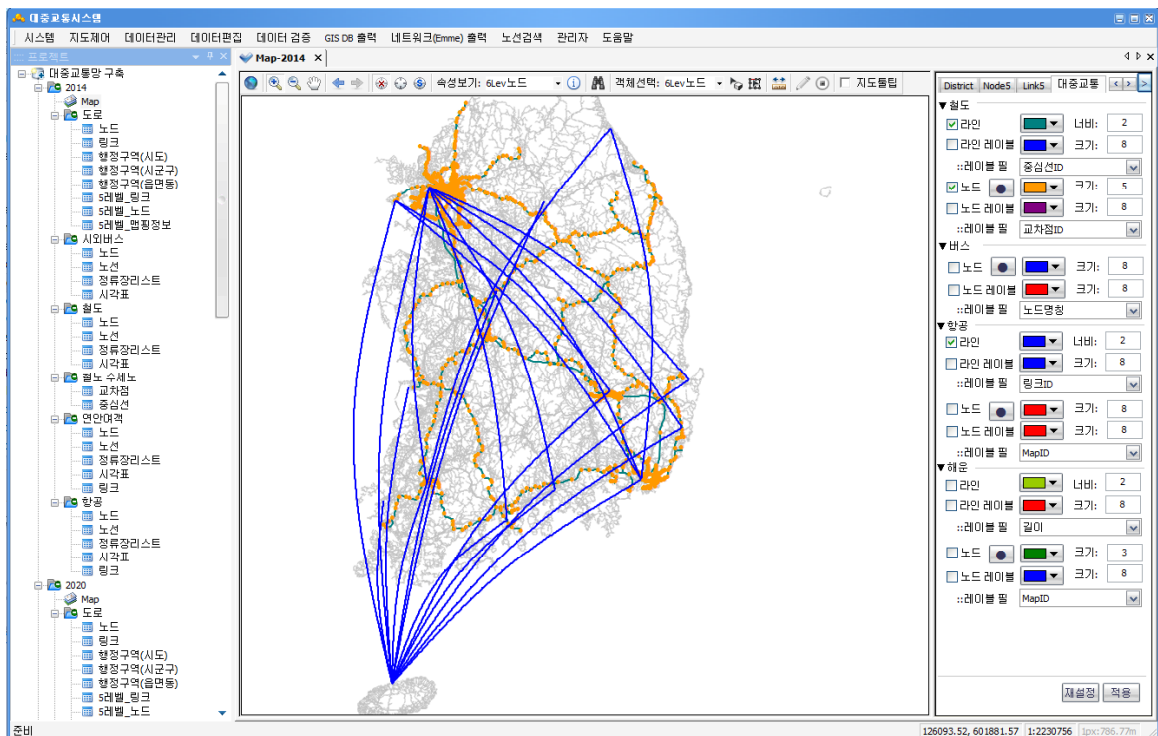 대중교통시스템
시스템 지도제어 데이터관리 데이터편집 데이터 검증 GIS DB 출력 네트워크(Emme) 출력 노선검색 관리자 도움말
프로젝트
Map-2014
속성보기: 6Lev노드 객체선택: 6Lev노드 지도툴팁
대중교통망 구축
2014
Map
도로
노드
링크
행정구역(시도)
행정구역(시군구)
행정구역(읍면동)
5레벨_링크
5레벨_노드
5레벨_맵핑정보
시외버스
노드
노선
정류장리스트
시각표
철도
노드
노선
정류장리스트
시각표
교차점
중심선
연안여객
노드
노선
정류장리스트
시각표
링크
항공
노드
노선
정류장리스트
시각표
링크
2020
Map
도로
노드
링크
행정구역(시도)
행정구역(시군구)
행정구역(읍면동)
5레벨_링크
5레벨_노드
District Node5 Link5 대중교통
철도
라인 너비: 2
라인 레이블 크기: 8
::레이블 필 중심선ID
노드 크기: 5
노드 레이블 크기: 8
::레이블 필 교차점ID
버스
노드 크기: 8
노드 레이블 크기: 8
::레이블 필 노드명칭
항공
라인 너비: 2
라인 레이블 크기: 8
::레이블 필 링크ID
노드 크기: 8
노드 레이블 크기: 8
::레이블 필 MapID
해운
라인 너비: 2
라인 레이블 크기: 8
::레이블 필 길이
노드 크기: 3
노드 레이블 크기: 8
::레이블 필 MapID
재설정 적용
준비 126093.52, 601881.57 1:2230756 1px:786.77m